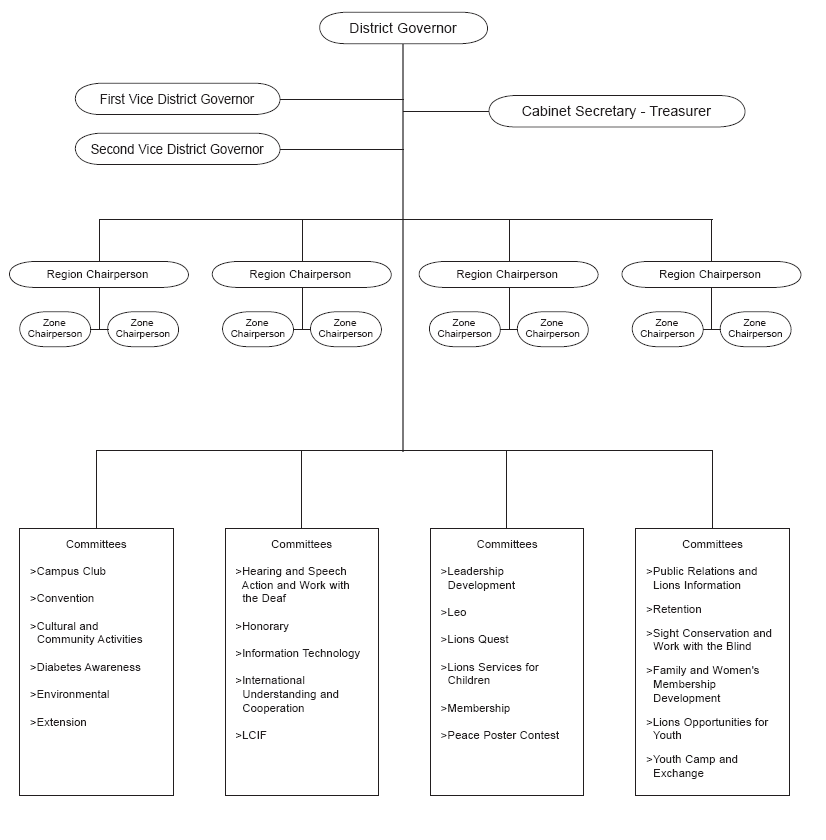 District Governor
First Vice District Governor
Cabinet Secretary - Treasurer
Second Vice District Governor
Region Chairperson
Region Chairperson
Region Chairperson
Region Chairperson
Zone
Chairperson
Zone
Chairperson
Zone
Chairperson
Zone
Chairperson
Zone
Chairperson
Zone
Chairperson
Zone
Chairperson
Zone
Chairperson
Committees
>Campus Club
>Convention
>Cultural and
Community Activities
>Diabetes Awareness
>Environmental
>Extension
Committees
>Hearing and Speech
Action and Work with
the Deaf
>Honorary
>Information Technology
>International
Understanding and
Cooperation
>LCIF
Committees
>Leadership
Development
>Leo
>Lions Quest
>Lions Services for
Children
>Membership
>Peace Poster Contest
Committees
>Public Relations and
Lions Information
>Retention
>Sight Conservation and
Work with the Blind
>Family and Women's
Membership
Development
>Lions Opportunities for
Youth
>Youth Camp and
Exchange